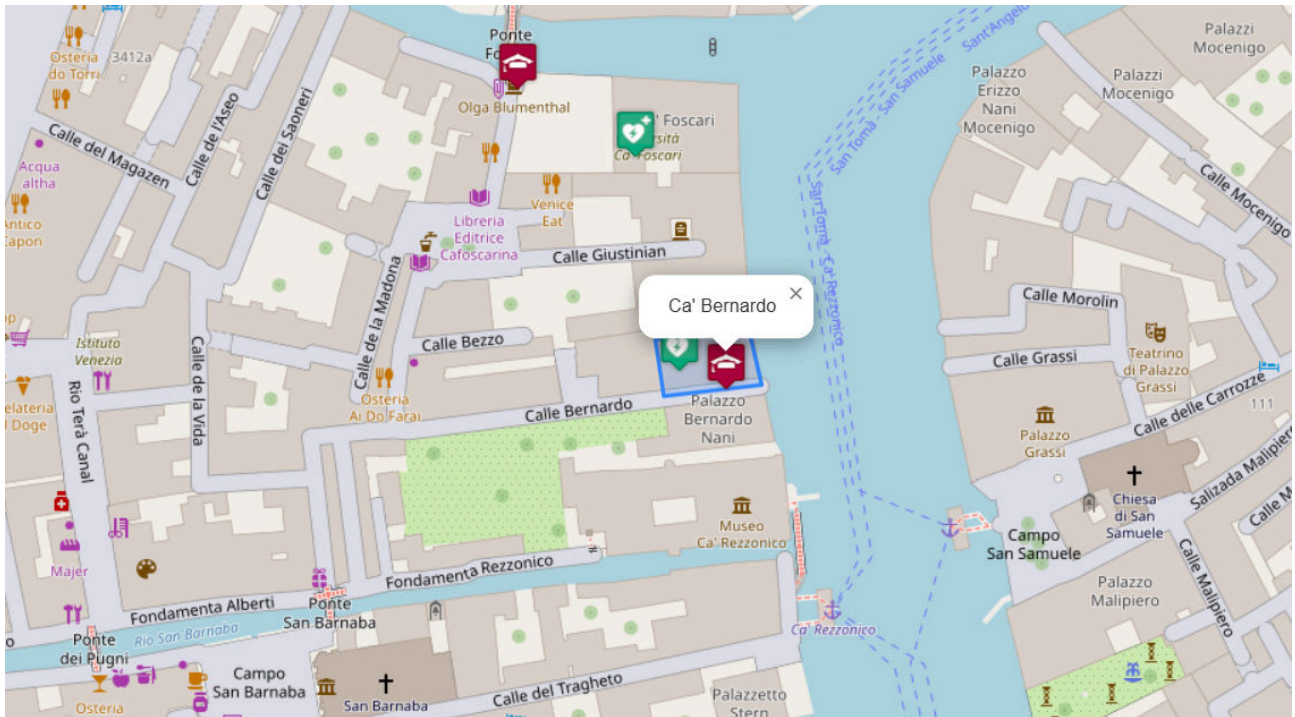 Ponte
Osteria
do Torri
3412a
Olga Blumenthal
Calle de l'Aseo
Calle dei Saoneri
Calle del Magazen
Acqua
altha
Antico
Capon
Foscari
Ca' Foscari
Venice
Eat
Libreria
Editrice
Cafoscarina
Calle Giustinian
Calle de la Madona
Calle Bezzo
Ca' Bernardo
×
Istituto
Venezia
Rio Terà Canal
Calle de la Vida
Osteria
Ai Do Farai
Calle Bernardo
Palazzo
Bernardo
Nani
Museo
Ca' Rezzonico
Majer
Fondamenta Rezzonico
Fondamenta Alberti
Ponte
San Barnaba
Rio San Barnaba
Ponte
dei Pugni
Campo
San Barnaba
Osteria
San Barnaba
Calle del Tragheto
Palazzetto
Stern
Ca' Rezzonico
San Tomà - Ca' Rezzonico
San Tomà - San Samuele
Sant'Angelo
Palazzo
Erizzo
Nani
Mocenigo
Palazzi
Mocenigo
Palazzi
Mocenigo
Calle Mocenigo
Calle Morolin
Calle Grassi
Teatrino
di Palazzo
Grassi
Calle delle Carrozze
111
Palazzo
Grassi
Chiesa
di San
Samuele
Salizada Malipiero
Calle M
Campo
San Samuele
Calle Malipiero
Palazzo
Malipiero